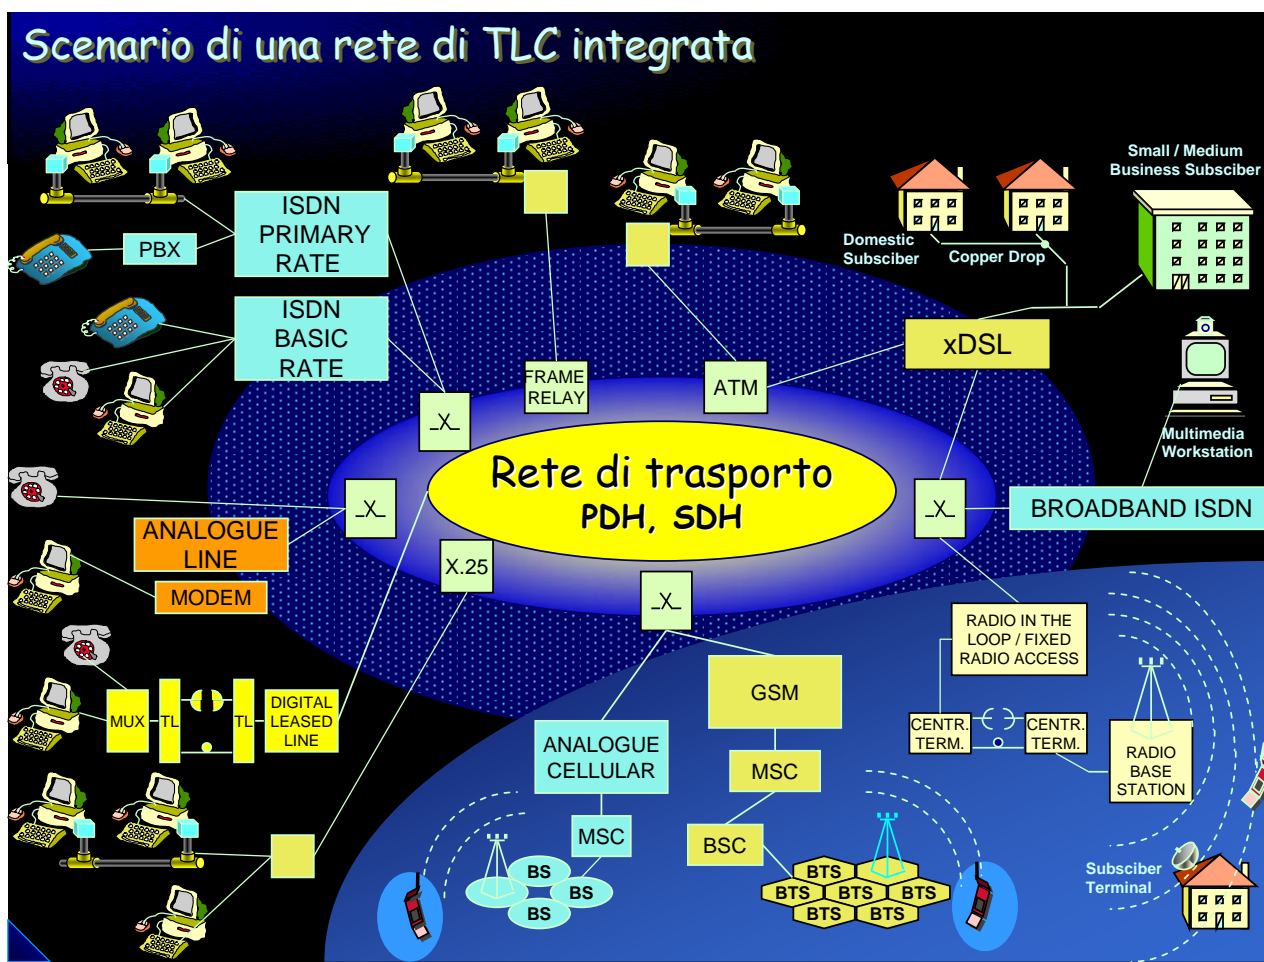 Scenario di una rete di TLC integrata
Small / Medium
Business Subsciber
ISDN
PRIMARY
RATE
PBX
Domestic
Subsciber
Copper Drop
ISDN
BASIC
RATE
xDSL
FRAME
RELAY
ATM
_X_
Multimedia
Workstation
Rete di trasporto
PDH, SDH
_X_
_X_
BROADBAND ISDN
ANALOGUE
LINE
X.25
MODEM
_X_
RADIO IN THE
LOOP / FIXED
RADIO ACCESS
GSM
MUX
TL
TL
DIGITAL
LEASED
LINE
CENTR.
TERM.
CENTR.
TERM.
ANALOGUE
CELLULAR
MSC
RADIO
BASE
STATION
MSC
BSC
BS
BS
BS
BTS
BTS
BTS
BTS
BTS
BTS
Subsciber
Terminal